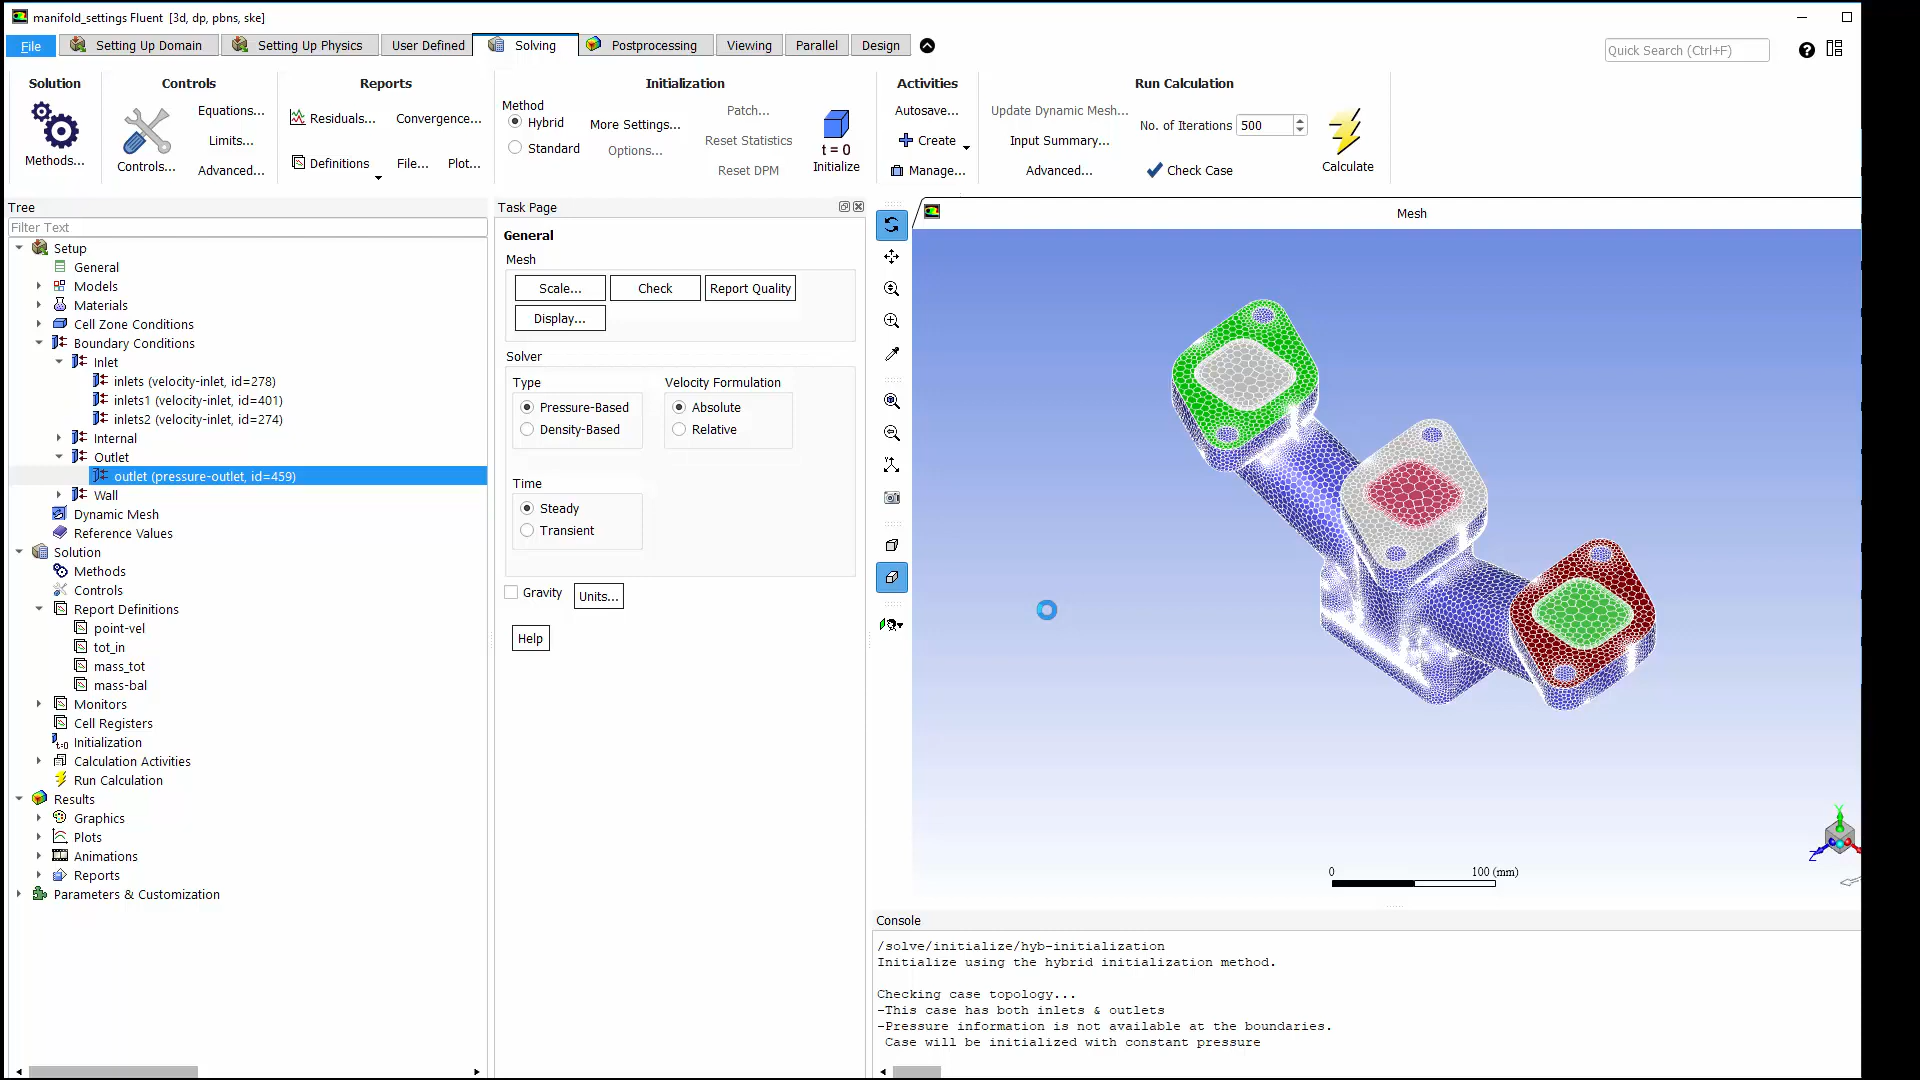 manifold_settings Fluent [3d, dp, pbns, ske]
File
Setting Up Domain
Setting Up Physics
User Defined
Solving
Postprocessing
Viewing
Parallel
Design
Quick Search (Ctrl+F)
Solution
Methods...
Controls
Controls...
Equations...
Limits...
Advanced...
Reports
Residuals...
Convergence...
Definitions
File...
Plot...
Initialization
Method
Hybrid
Standard
More Settings...
Options...
Patch...
Reset Statistics
Reset DPM
t = 0
Initialize
Activities
Autosave...
Create
Manage...
Run Calculation
Update Dynamic Mesh...
Input Summary...
Advanced...
No. of Iterations 500
Check Case
Calculate
Tree
Filter Text
Setup
General
Models
Materials
Cell Zone Conditions
Boundary Conditions
Inlet
inlets (velocity-inlet, id=278)
inlets1 (velocity-inlet, id=401)
inlets2 (velocity-inlet, id=274)
Internal
Outlet
outlet (pressure-outlet, id=459)
Wall
Dynamic Mesh
Reference Values
Solution
Methods
Controls
Report Definitions
point-vel
tot_in
mass_tot
mass-bal
Monitors
Cell Registers
Initialization
Calculation Activities
Run Calculation
Results
Graphics
Plots
Animations
Reports
Parameters & Customization
Task Page
General
Mesh
Scale...
Check
Report Quality
Display...
Solver
Type
Pressure-Based
Density-Based
Velocity Formulation
Absolute
Relative
Time
Steady
Transient
Gravity
Units...
Help
Mesh
0
100 (mm)
Y
Z
Console
/solve/initialize/hyb-initialization
Initialize using the hybrid initialization method.
Checking case topology...
-This case has both inlets & outlets
-Pressure information is not available at the boundaries.
Case will be initialized with constant pressure